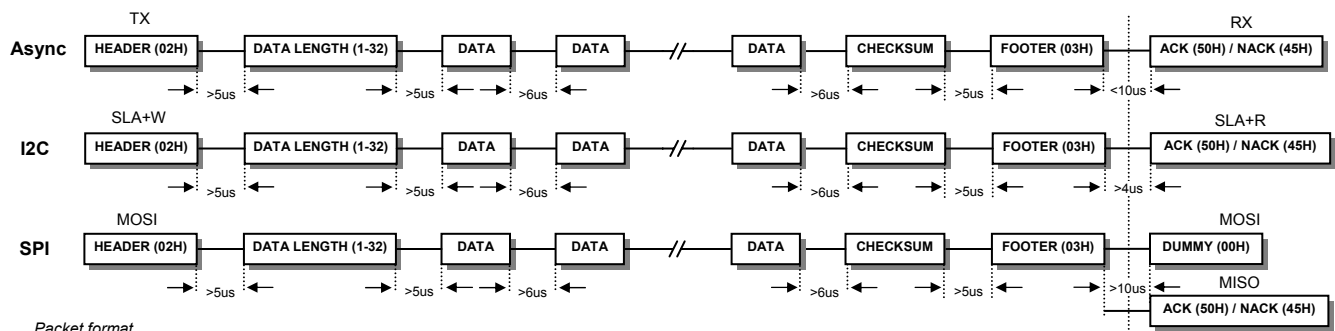 TX RX
Async HEADER (02H) DATA LENGTH (1-32) DATA DATA // DATA CHECKSUM FOOTER (03H) ACK (50H) / NACK (45H)
>5us >5us >6us >6us >5us <10us
SLA+W SLA+R
I2C HEADER (02H) DATA LENGTH (1-32) DATA DATA // DATA CHECKSUM FOOTER (03H) ACK (50H) / NACK (45H)
>5us >5us >6us >6us >5us >4us
MOSI MOSI
SPI HEADER (02H) DATA LENGTH (1-32) DATA DATA // DATA CHECKSUM FOOTER (03H) DUMMY (00H)
>5us >5us >6us >6us >5us >10us MISO
ACK (50H) / NACK (45H)
Packet format